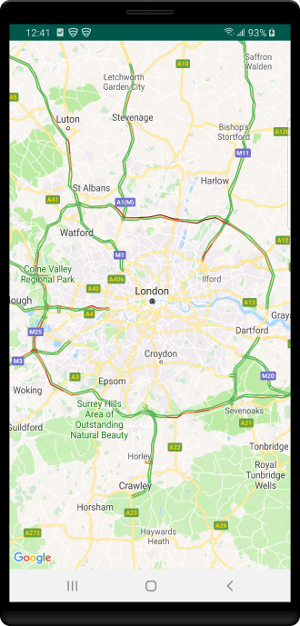 12:41
93%
Saffron
Walden
A10
Letchworth
Garden City
Luton
Stevenage
A120
Bishop's
Stortford
M11
St Albans
Harlow
A41
A1(M)
Watford
A12
M1
Colne Valley
Regional Park
A406
Ilford
A40
London
lough
A13
A4
Grays
M25
Dartford
M3
Croydon
Woking
A3
Epsom
M20
Surrey Hills
Area of
Outstanding
Natural Beauty
Sevenoaks
A21
Guildford
A22
Tonbridge
Horley
Royal
Tunbridge
Wells
Crawley
Horsham
A23
A26
A272
Haywards
Heath
Google